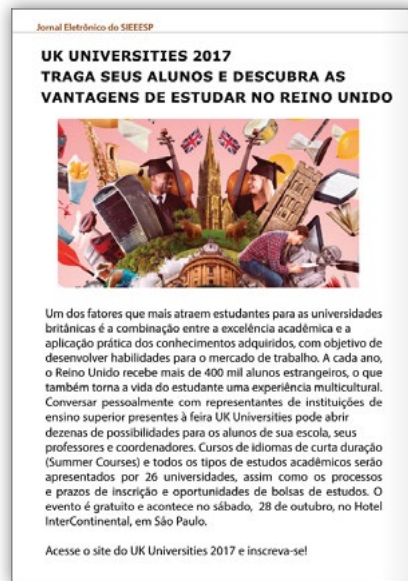 Jornal Eletrônico do SIEEESP
UK UNIVERSITIES 2017
TRAGA SEUS ALUNOS E DESCUBRA AS
VANTAGENS DE ESTUDAR NO REINO UNIDO
Um dos fatores que mais atraem estudantes para as universidades
britânicas é a combinação entre a excelência acadêmica e a
aplicação prática dos conhecimentos adquiridos, com objetivo de
desenvolver habilidades para o mercado de trabalho. A cada ano,
o Reino Unido recebe mais de 400 mil alunos estrangeiros, o que
também torna a vida do estudante uma experiência multicultural.
Conversar pessoalmente com representantes de instituições de
ensino superior presentes à feira UK Universities pode abrir
dezenas de possibilidades para os alunos de sua escola, seus
professores e coordenadores. Cursos de idiomas de curta duração
(Summer Courses) e todos os tipos de estudos acadêmicos serão
apresentados por 26 universidades, assim como os processos
e prazos de inscrição e oportunidades de bolsas de estudos. O
evento é gratuito e acontece no sábado, 28 de outubro, no Hotel
InterContinental, em São Paulo.
Acesse o site do UK Universities 2017 e inscreva-se!